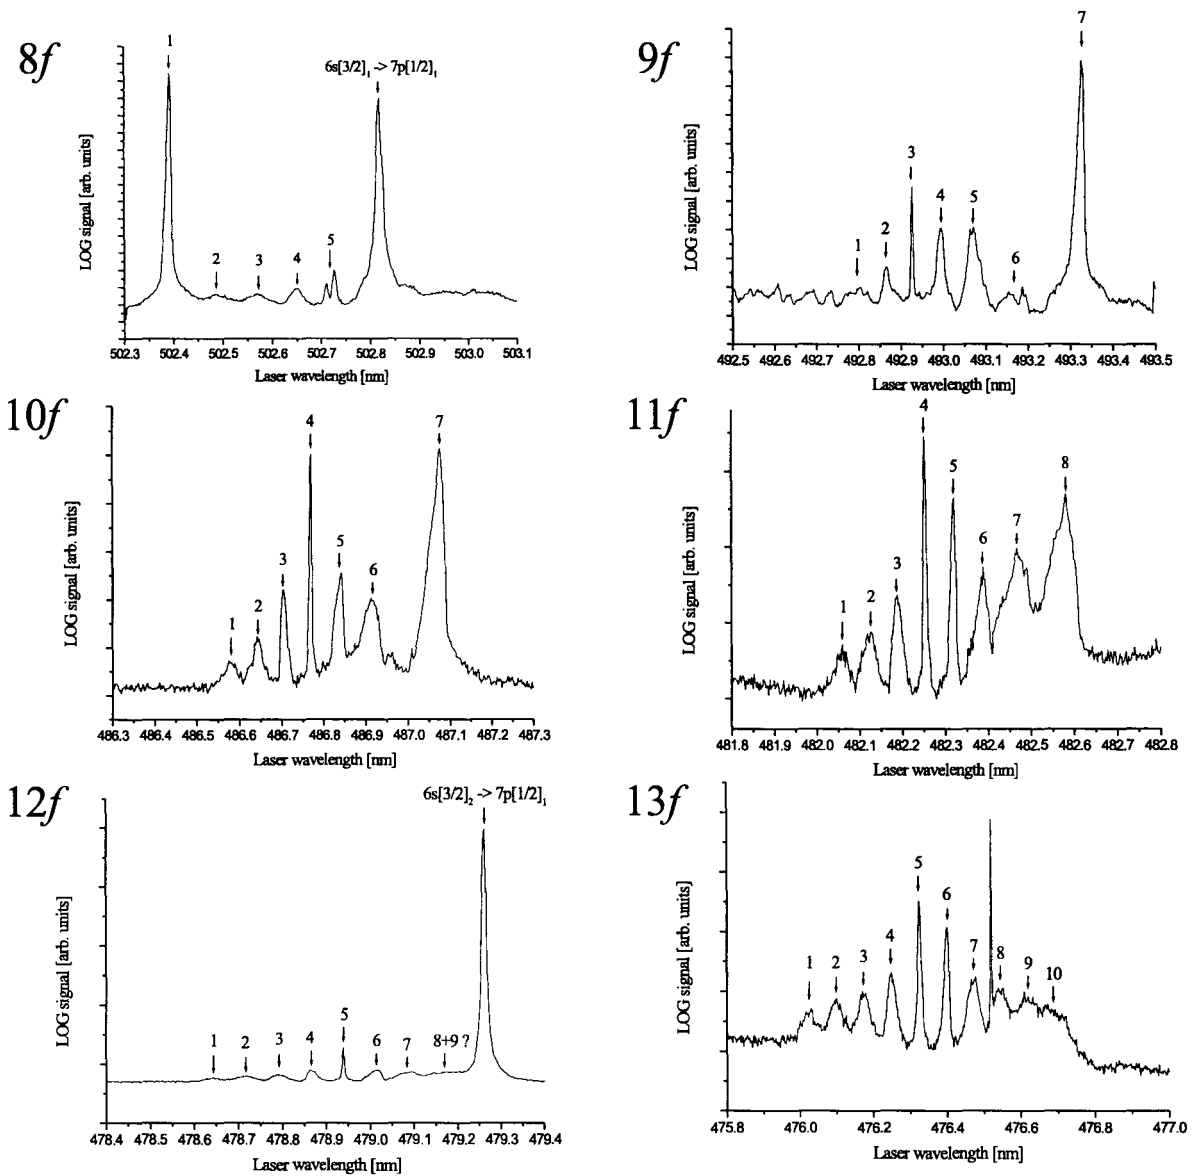 8f
LOG signal [arb. units]
1
2
3
4
5
6s[3/2]₁ -> 7p[1/2]₁
502.3 502.4 502.5 502.6 502.7 502.8 502.9 503.0 503.1
Laser wavelength [nm]
9f
LOG signal [arb. units]
1
2
3
4
5
6
7
492.5 492.6 492.7 492.8 492.9 493.0 493.1 493.2 493.3 493.4 493.5
Laser wavelength [nm]
10f
LOG signal [arb. units]
1
2
3
4
5
6
7
486.3 486.4 486.5 486.6 486.7 486.8 486.9 487.0 487.1 487.2 487.3
Laser wavelength [nm]
11f
LOG signal [arb. units]
1
2
3
4
5
6
7
8
481.8 481.9 482.0 482.1 482.2 482.3 482.4 482.5 482.6 482.7 482.8
Laser wavelength [nm]
12f
LOG signal [arb. units]
1
2
3
4
5
6
7
8+9 ?
6s[3/2]₂ -> 7p[1/2]₁
478.4 478.5 478.6 478.7 478.8 478.9 479.0 479.1 479.2 479.3 479.4
Laser wavelength [nm]
13f
LOG signal [arb. units]
1
2
3
4
5
6
7
8
9
10
475.8 476.0 476.2 476.4 476.6 476.8 477.0
Laser wavelength [nm]